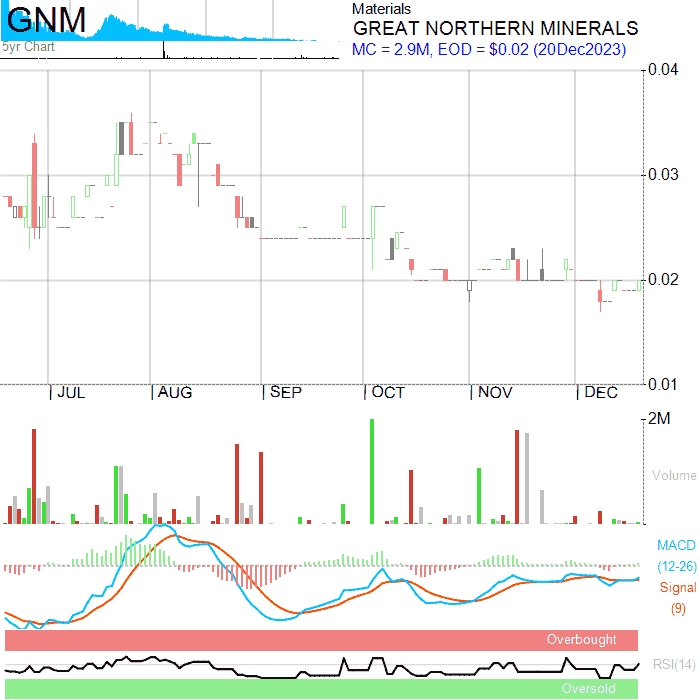 GNM
5yr Chart
Materials
GREAT NORTHERN MINERALS
MC = 2.9M, EOD = $0.02 (20Dec2023)
0.04
0.03
0.02
0.01
JUL
AUG
SEP
OCT
NOV
DEC
2M
Volume
MACD
(12-26)
Signal
(9)
Overbought
RSI(14)
Oversold